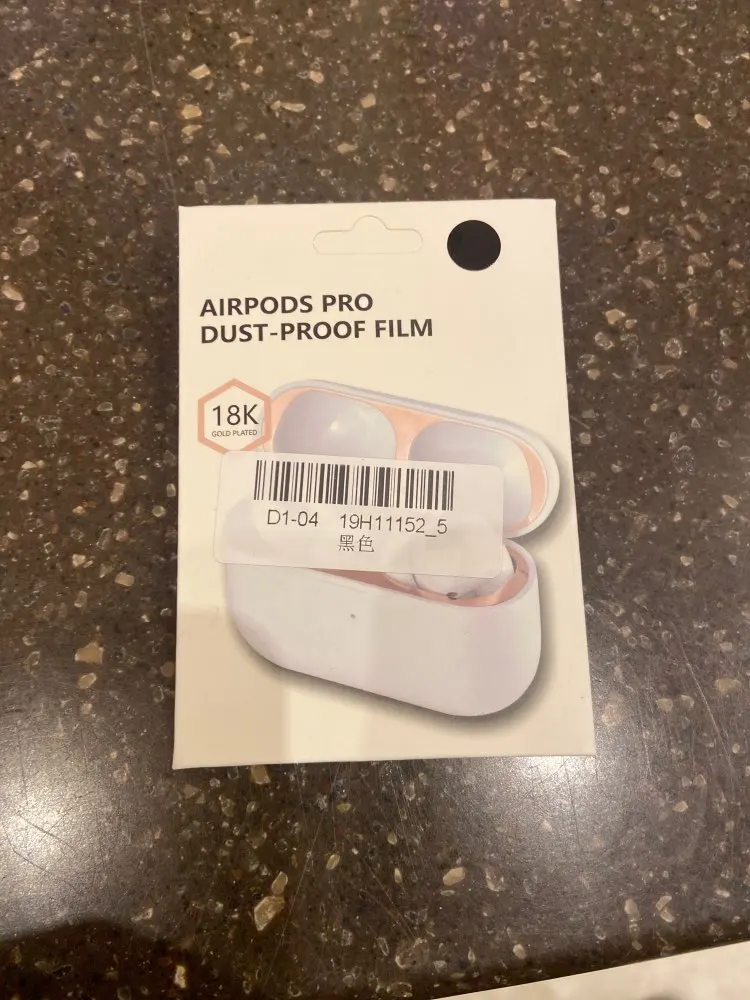 AIRPODS PRO
DUST-PROOF FILM
18K
GOLD PLATED
D1-04 19H11152_5
黑色